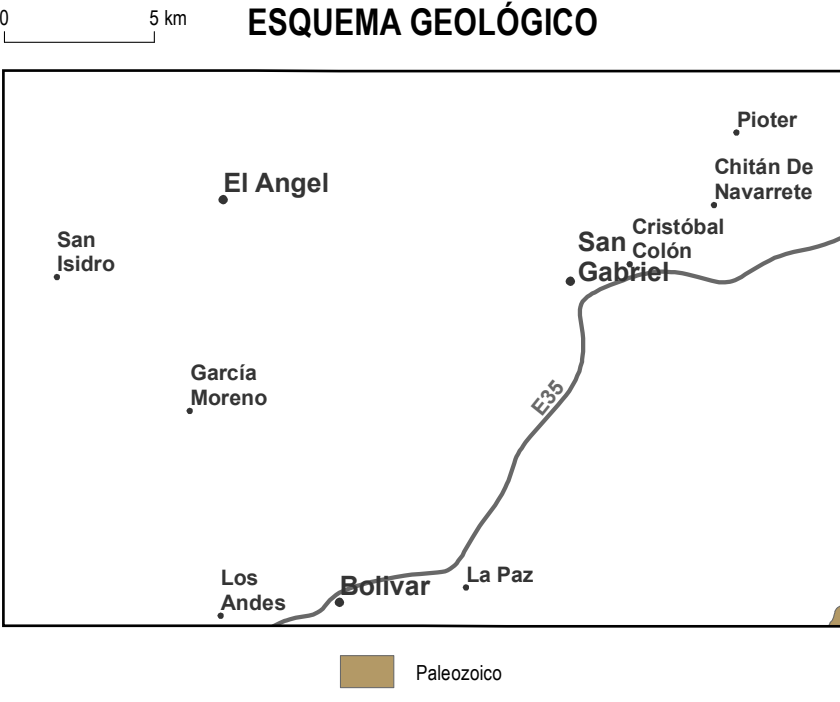 0 5 km
ESQUEMA GEOLÓGICO
Pioter
Chitán De
Navarrete
El Angel
Cristóbal
Colón
San
Gabriel
San
Isidro
García
Moreno
E35
La Paz
Los
Andes
Bolívar
Paleozoico